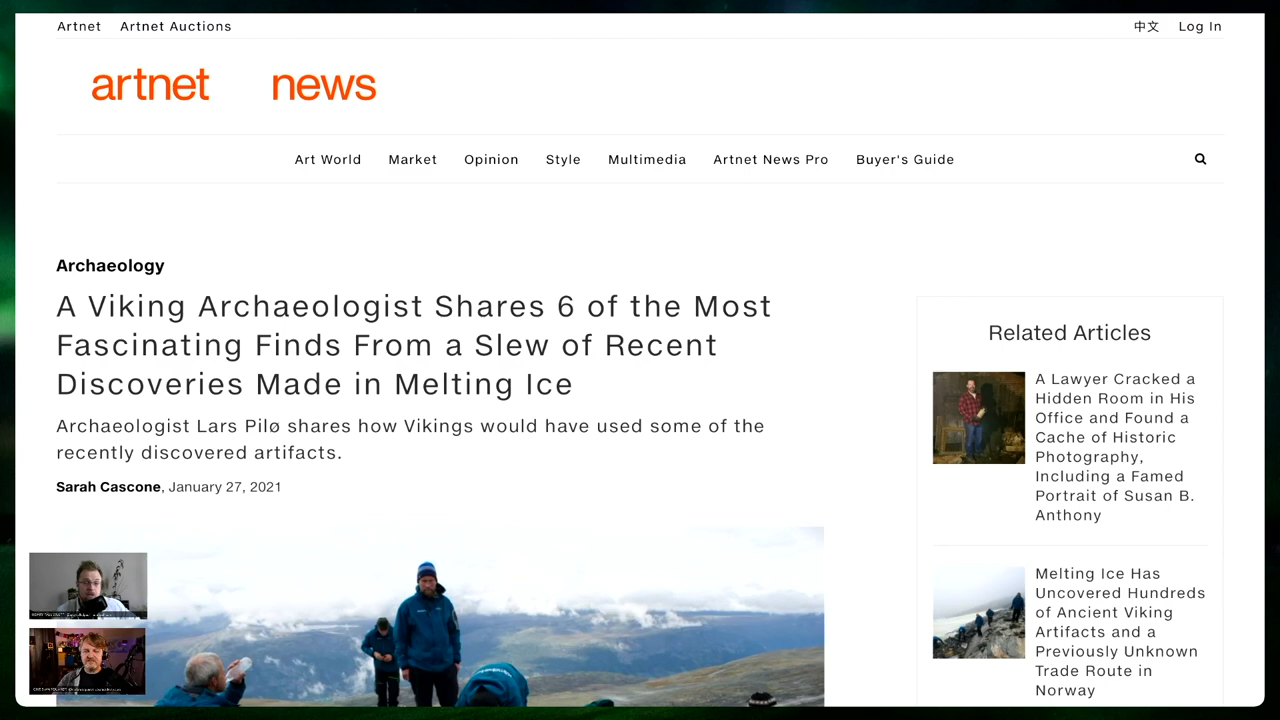 Artnet Artnet Auctions 中文 Log In
artnet news
Art World Market Opinion Style Multimedia Artnet News Pro Buyer's Guide
Archaeology
A Viking Archaeologist Shares 6 of the Most
Fascinating Finds From a Slew of Recent
Discoveries Made in Melting Ice
Archaeologist Lars Pilø shares how Vikings would have used some of the
recently discovered artifacts.
Sarah Cascone, January 27, 2021
Related Articles
A Lawyer Cracked a
Hidden Room in His
Office and Found a
Cache of Historic
Photography,
Including a Famed
Portrait of Susan B.
Anthony
Melting Ice Has
Uncovered Hundreds
of Ancient Viking
Artifacts and a
Previously Unknown
Trade Route in
Norway